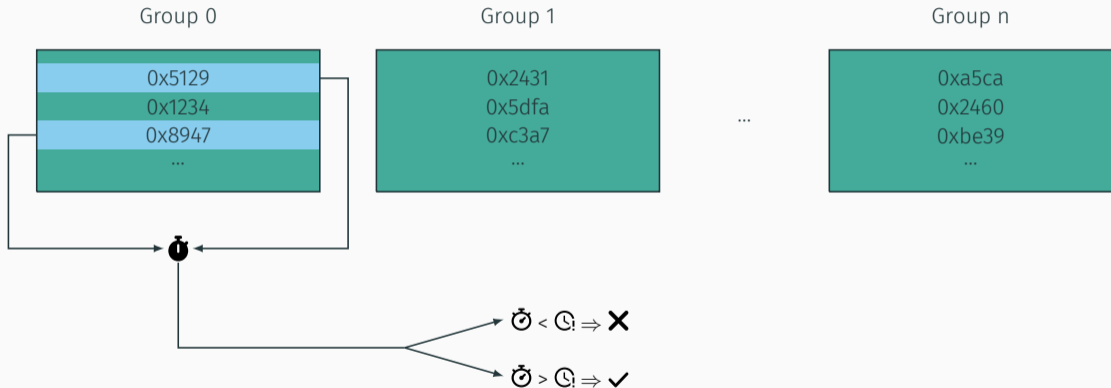 Group 0
Group 1
Group n
0x5129
0x1234
0x8947
...
0x2431
0x5dfa
0xc3a7
...
...
0xa5ca
0x2460
0xbe39
...
< ⇒ ✕
> ⇒ ✓